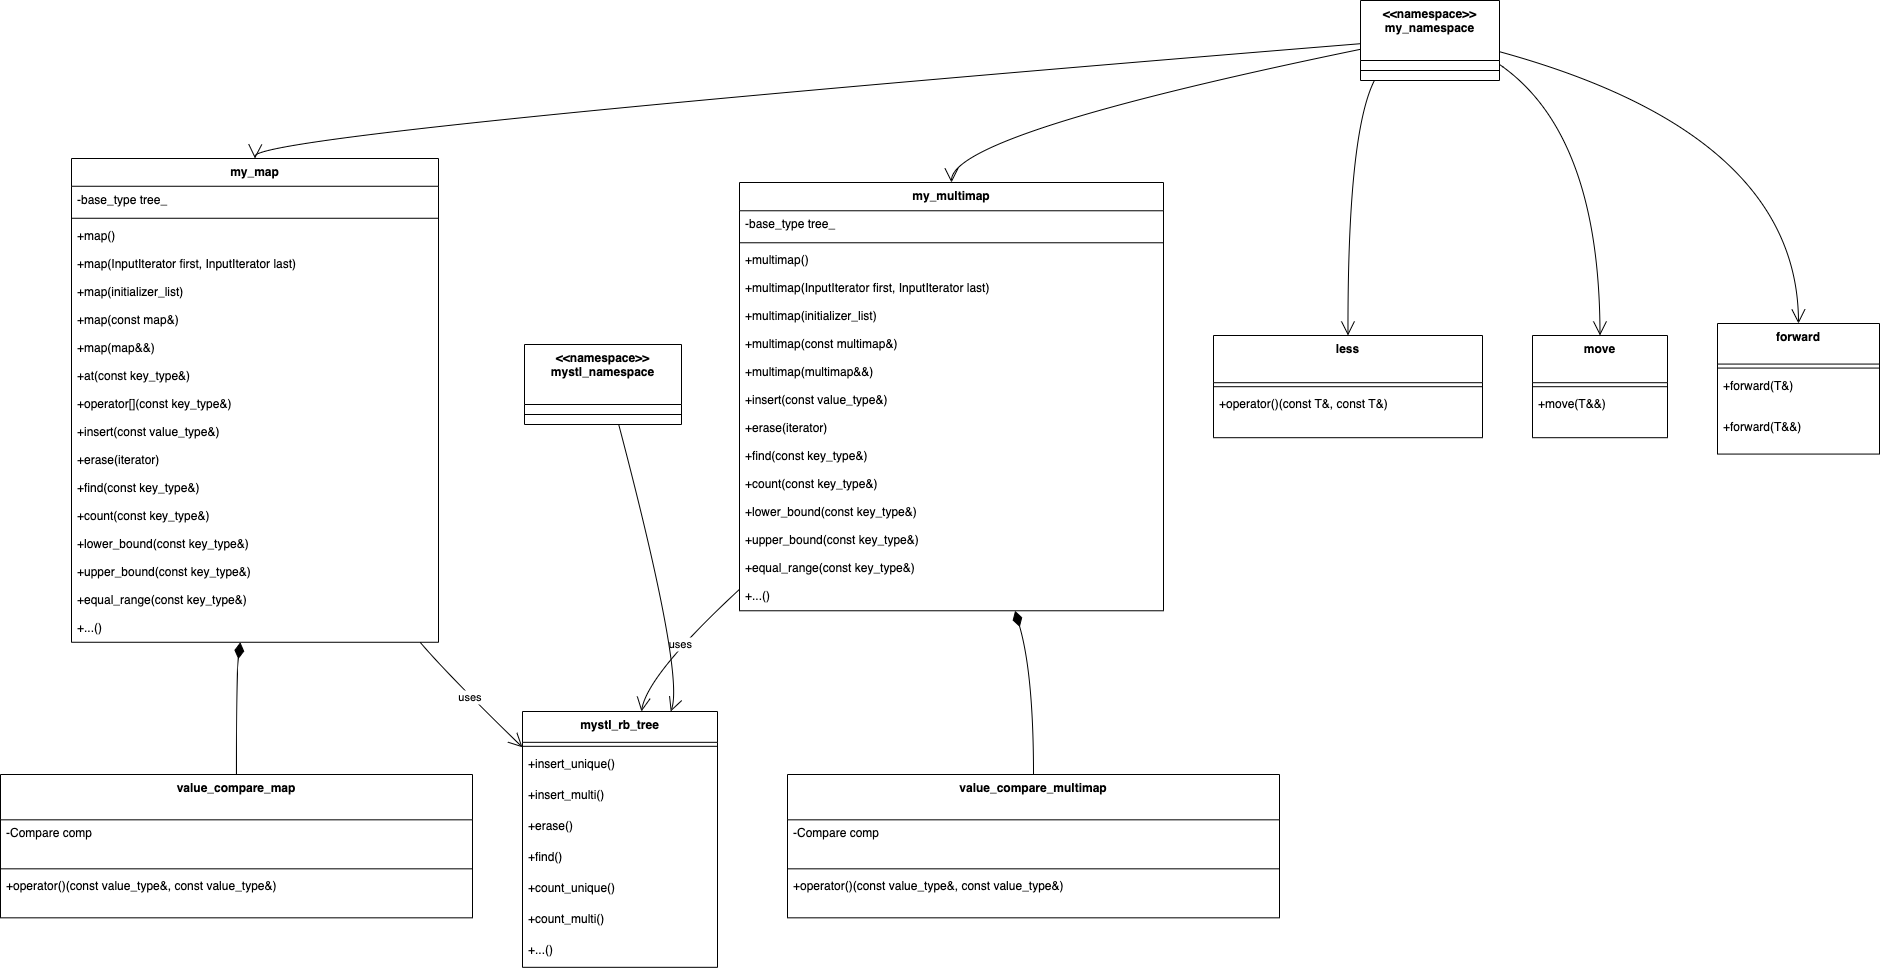 <<namespace>>
my_namespace
my_map
-base_type tree_
+map()
+map(InputIterator first, InputIterator last)
+map(initializer_list)
+map(const map&)
+map(map&&)
+at(const key_type&)
+operator[](const key_type&)
+insert(const value_type&)
+erase(iterator)
+find(const key_type&)
+count(const key_type&)
+lower_bound(const key_type&)
+upper_bound(const key_type&)
+equal_range(const key_type&)
+...()
<<namespace>>
mystl_namespace
my_multimap
-base_type tree_
+multimap()
+multimap(InputIterator first, InputIterator last)
+multimap(initializer_list)
+multimap(const multimap&)
+multimap(multimap&&)
+insert(const value_type&)
+erase(iterator)
+find(const key_type&)
+count(const key_type&)
+lower_bound(const key_type&)
+upper_bound(const key_type&)
+equal_range(const key_type&)
+...()
less
+operator()(const T&, const T&)
move
+move(T&&)
forward
+forward(T&)
+forward(T&&)
uses
uses
value_compare_map
-Compare comp
+operator()(const value_type&, const value_type&)
mystl_rb_tree
+insert_unique()
+insert_multi()
+erase()
+find()
+count_unique()
+count_multi()
+...()
value_compare_multimap
-Compare comp
+operator()(const value_type&, const value_type&)